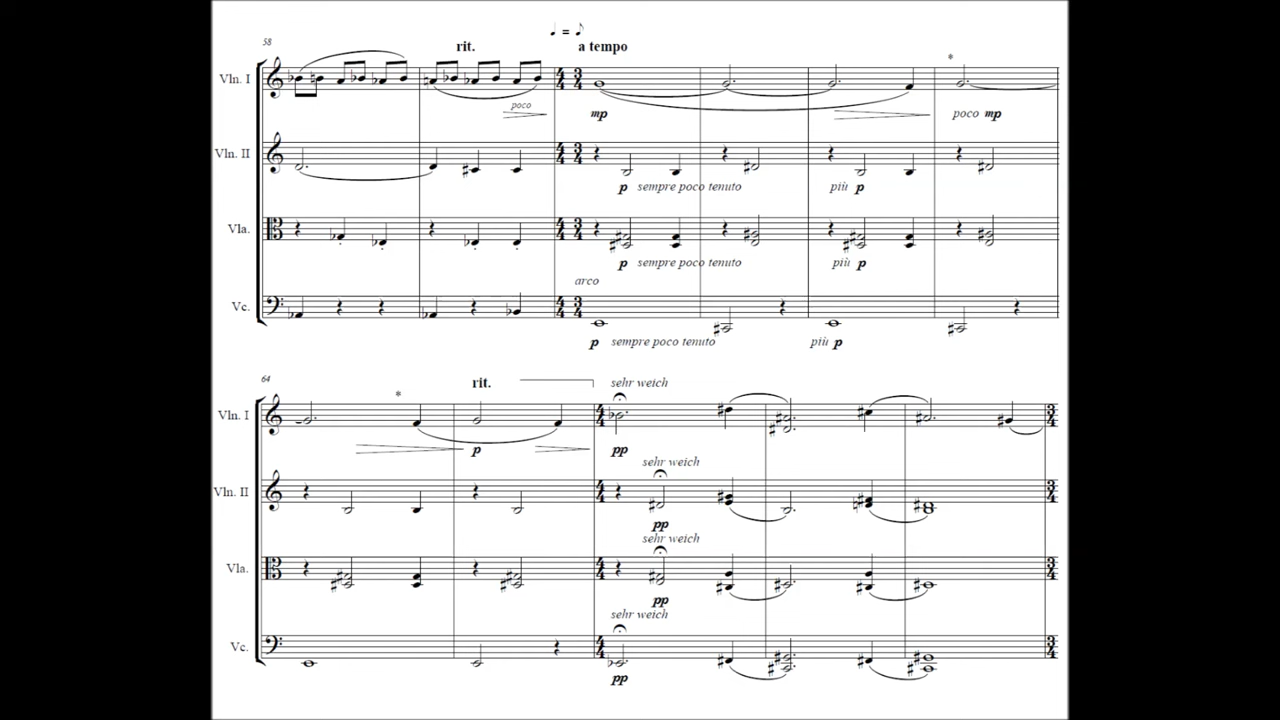 ♩ = ♪
58 rit. a tempo
*
Vln. I
poco
mp poco mp
Vln. II
p sempre poco tenuto più p
Vla.
p sempre poco tenuto più p
arco
Vc.
p sempre poco tenuto più p
64 rit. sehr weich
*
Vln. I
p pp
sehr weich
Vln. II
pp
sehr weich
Vla.
pp
sehr weich
Vc.
pp